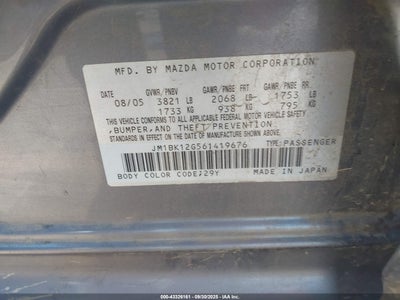 MFD. BY MAZDA MOTOR CORPORATION
DATE GVWR/PNBV GAWR/PNBE FRT GAWR/PNBE RR
08/05 3821 LB 2068 LB 1753 LB
1733 KG 938 KG 795 KG
THIS VEHICLE CONFORMS TO ALL APPLICABLE FEDERAL MOTOR VEHICLE SAFETY
,BUMPER,AND THEFT PREVENTION
STANDARDS IN EFFECT ON THE DATE OF MANUFACTURE SHOWN ABOVE.
JM1BK12G561419676 TYPE:PASSENGER
BODY COLOR CODE;29Y MADE IN JAPAN
000-43326161 - 09/30/2025 - IAAI